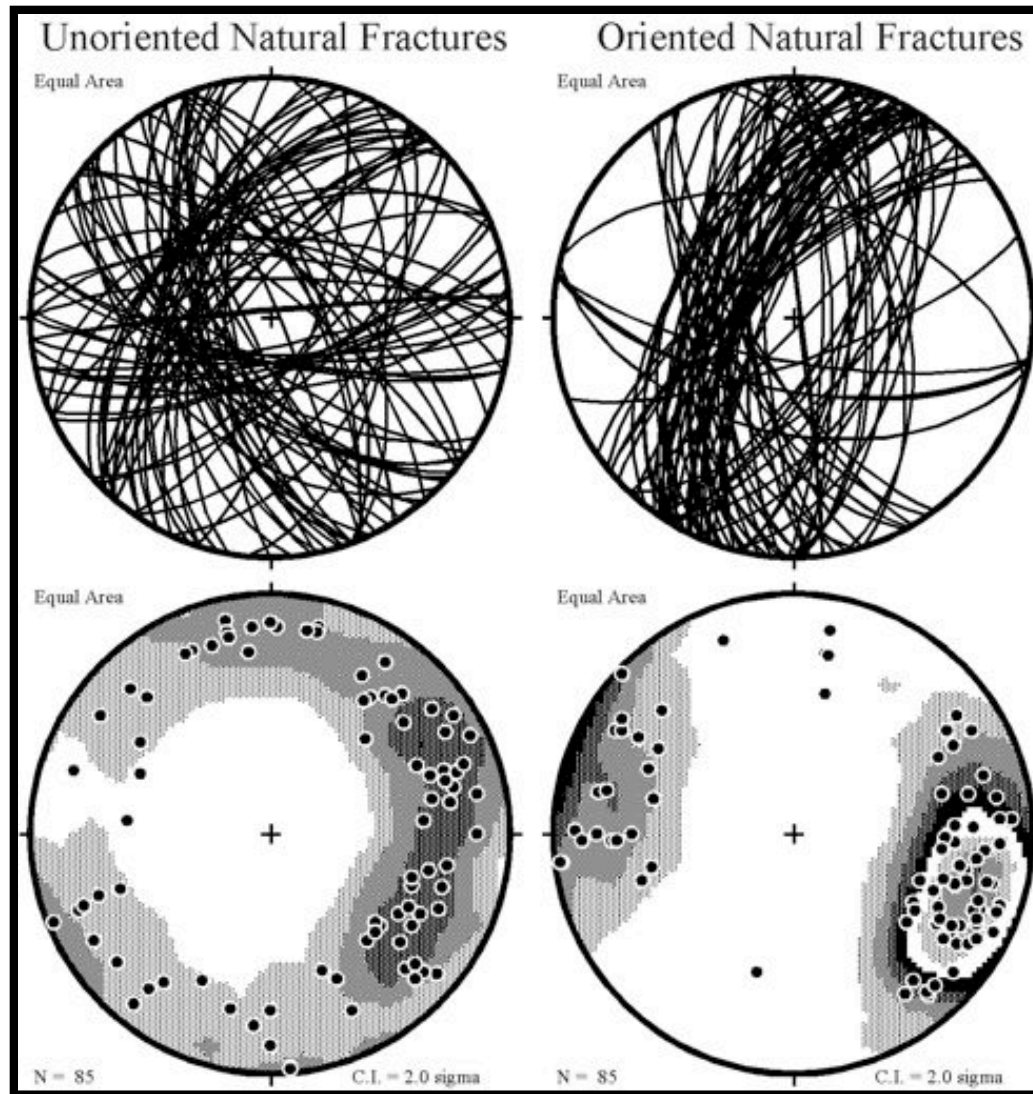 Unoriented Natural Fractures
Oriented Natural Fractures
Equal Area
Equal Area
Equal Area
Equal Area
N = 85
C.I. = 2.0 sigma
N = 85
C.I. = 2.0 sigma